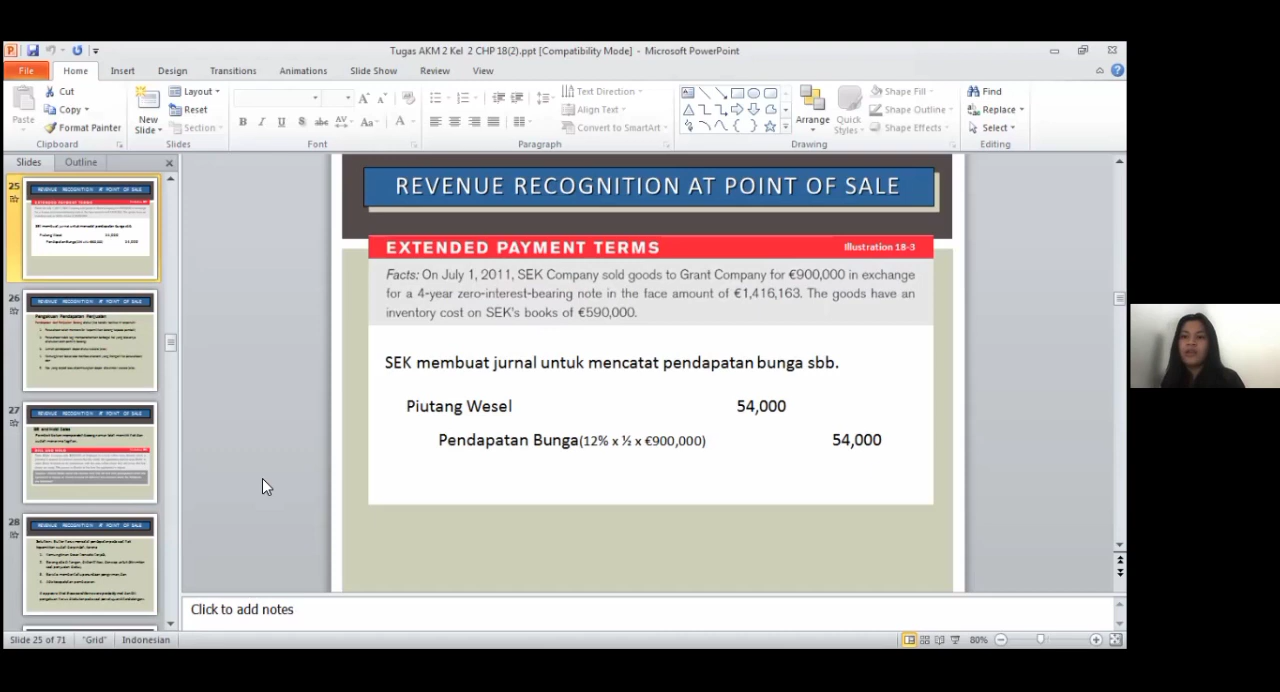 Tugas AKM 2 Kel 2 CHP 18(2).ppt [Compatibility Mode] - Microsoft PowerPoint
File Home Insert Design Transitions Animations Slide Show Review View
Cut
Copy
Format Painter
Paste
Clipboard
New Slide
Layout
Reset
Section
Slides
Font
Text Direction
Align Text
Convert to SmartArt
Paragraph
Arrange
Quick Styles
Shape Fill
Shape Outline
Shape Effects
Drawing
Find
Replace
Select
Editing
Slides Outline
25
26
27
28
REVENUE RECOGNITION AT POINT OF SALE
EXTENDED PAYMENT TERMS Illustration 18-3
Facts: On July 1, 2011, SEK Company sold goods to Grant Company for €900,000 in exchange
for a 4-year zero-interest-bearing note in the face amount of €1,416,163. The goods have an
inventory cost on SEK's books of €590,000.
SEK membuat jurnal untuk mencatat pendapatan bunga sbb.
Piutang Wesel 54,000
Pendapatan Bunga(12% x ½ x €900,000) 54,000
Click to add notes
Slide 25 of 71 "Grid" Indonesian 80%